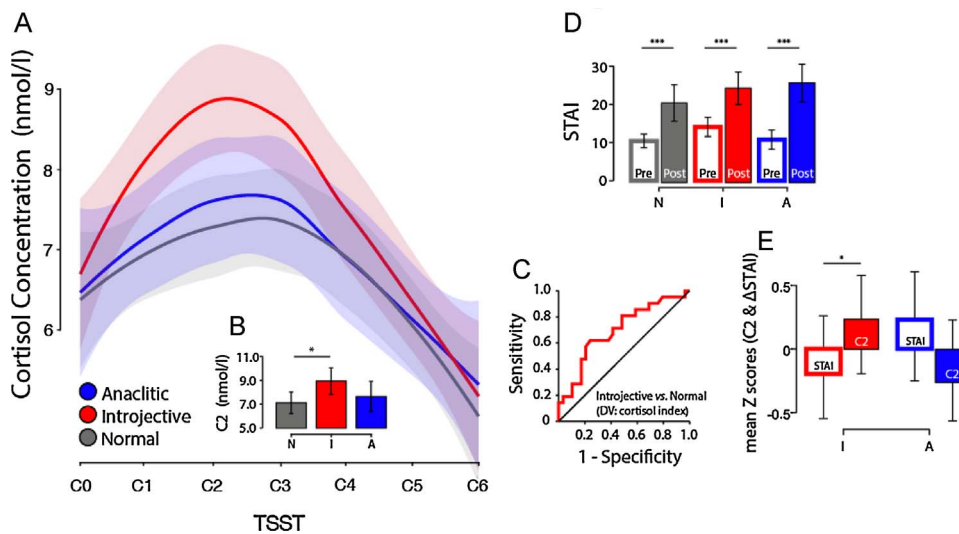 A
Cortisol Concentration (nmol/l)
9
8
7
6
Anaclitic
Introjective
Normal
C0 C1 C2 C3 C4 C5 C6
TSST
B
C2 (nmol/l)
11.0
9.0
7.0
5.0
*
N I A
C
Sensitivity
1.0
0.8
0.6
0.4
0.2
0
Introjective vs. Normal
(DV: cortisol index)
0.2 0.4 0.6 0.8 1.0
1 - Specificity
D
STAI
30
20
10
0
*** *** ***
Pre Post Pre Post Pre Post
N I A
E
mean Z scores (C2 & ΔSTAI)
0.5
0
-0.5
*
STAI C2 STAI C2
I A